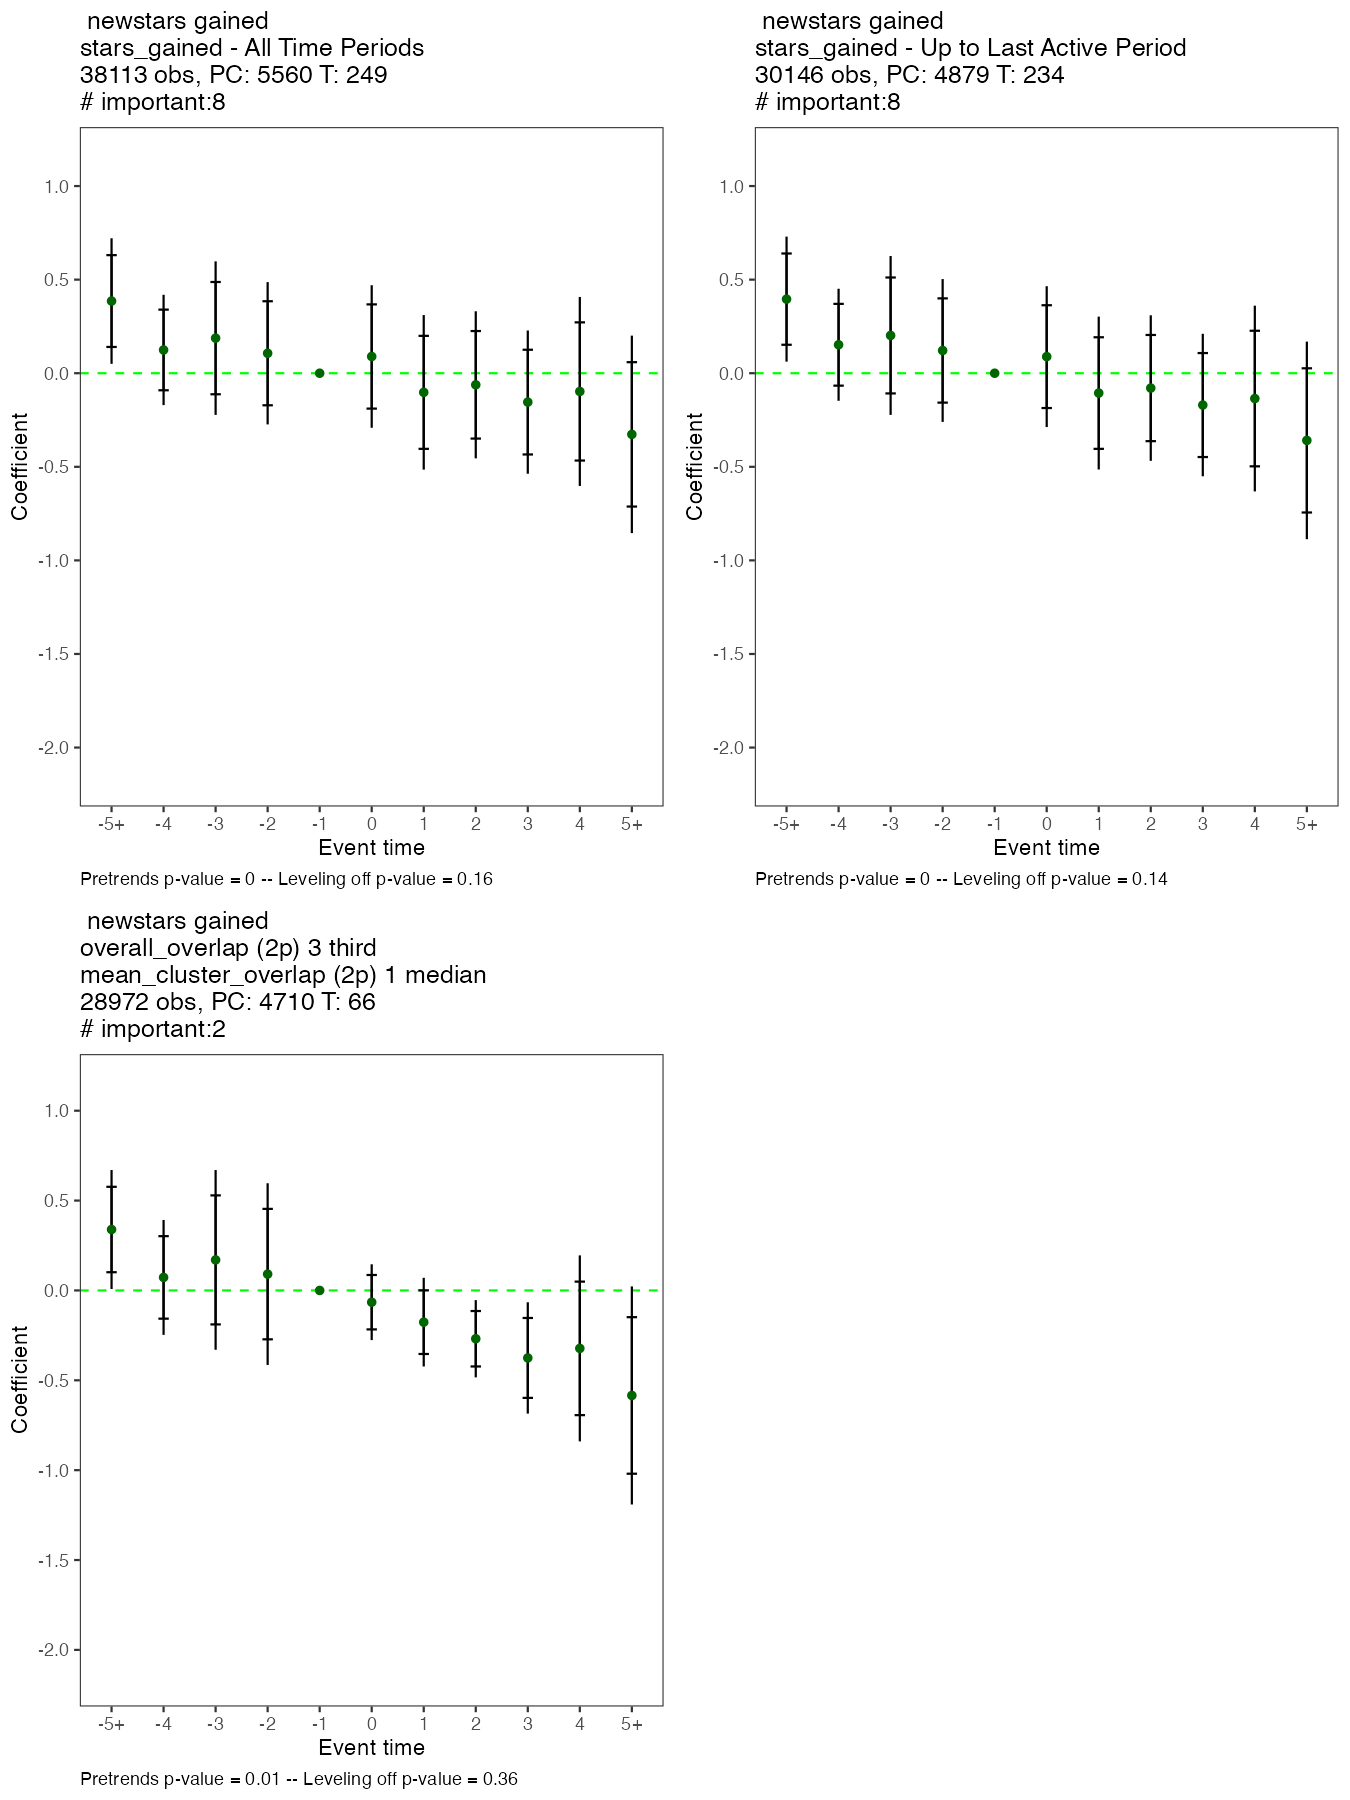 newstars gained
stars_gained - All Time Periods
38113 obs, PC: 5560 T: 249
# important:8
1.0
0.5
0.0
-0.5
-1.0
-1.5
-2.0
Coefficient
-5+ -4 -3 -2 -1 0 1 2 3 4 5+
Event time
Pretrends p-value = 0 -- Leveling off p-value = 0.16
newstars gained
stars_gained - Up to Last Active Period
30146 obs, PC: 4879 T: 234
# important:8
1.0
0.5
0.0
-0.5
-1.0
-1.5
-2.0
Coefficient
-5+ -4 -3 -2 -1 0 1 2 3 4 5+
Event time
Pretrends p-value = 0 -- Leveling off p-value = 0.14
newstars gained
overall_overlap (2p) 3 third
mean_cluster_overlap (2p) 1 median
28972 obs, PC: 4710 T: 66
# important:2
1.0
0.5
0.0
-0.5
-1.0
-1.5
-2.0
Coefficient
-5+ -4 -3 -2 -1 0 1 2 3 4 5+
Event time
Pretrends p-value = 0.01 -- Leveling off p-value = 0.36